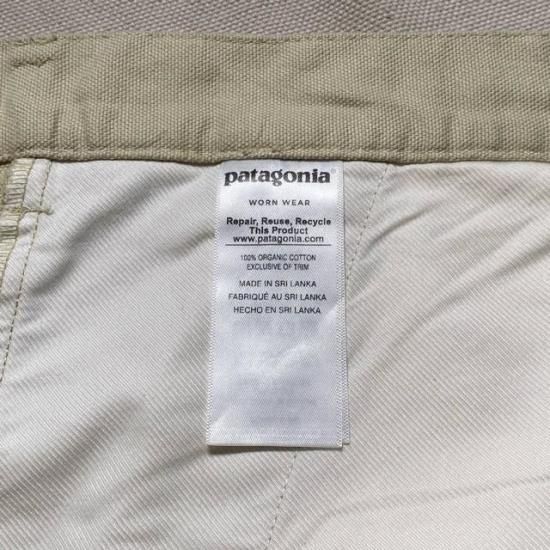 patagonia
WORN WEAR
Repair, Reuse, Recycle
This Product
www.patagonia.com
100% ORGANIC COTTON
EXCLUSIVE OF TRIM
MADE IN SRI LANKA
FABRIQUÉ AU SRI LANKA
HECHO EN SRI LANKA